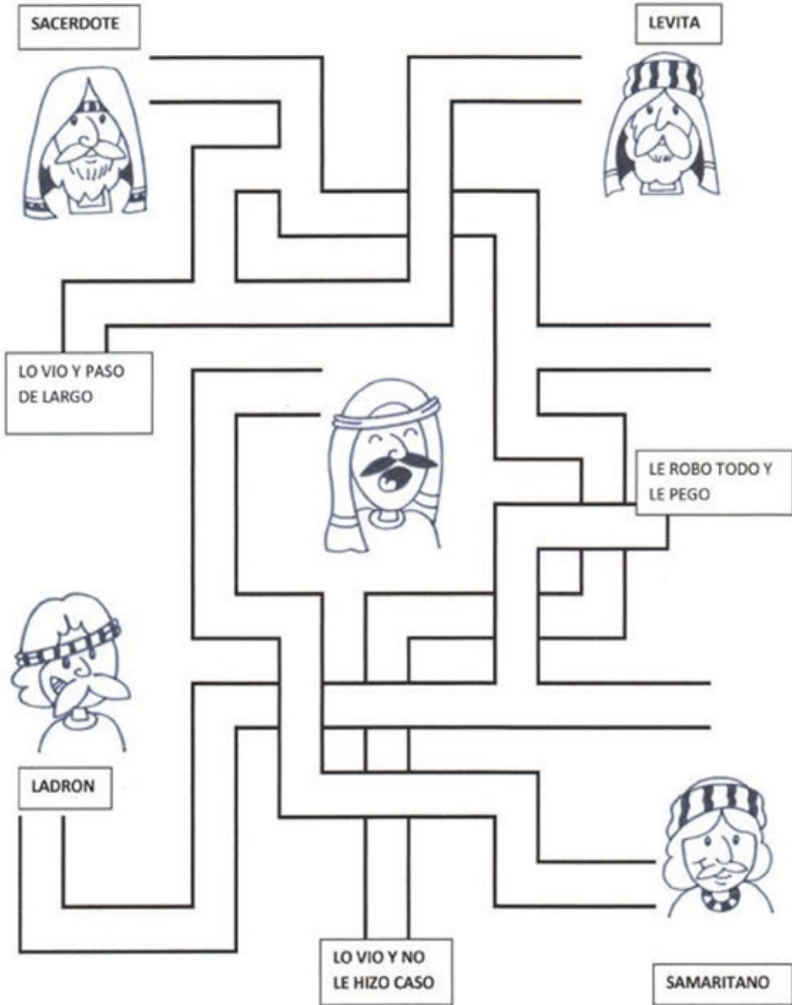 SACERDOTE
LEVITA
LO VIO Y PASO
DE LARGO
LE ROBO TODO Y
LE PEGO
LADRON
LO VIO Y NO
LE HIZO CASO
SAMARITANO